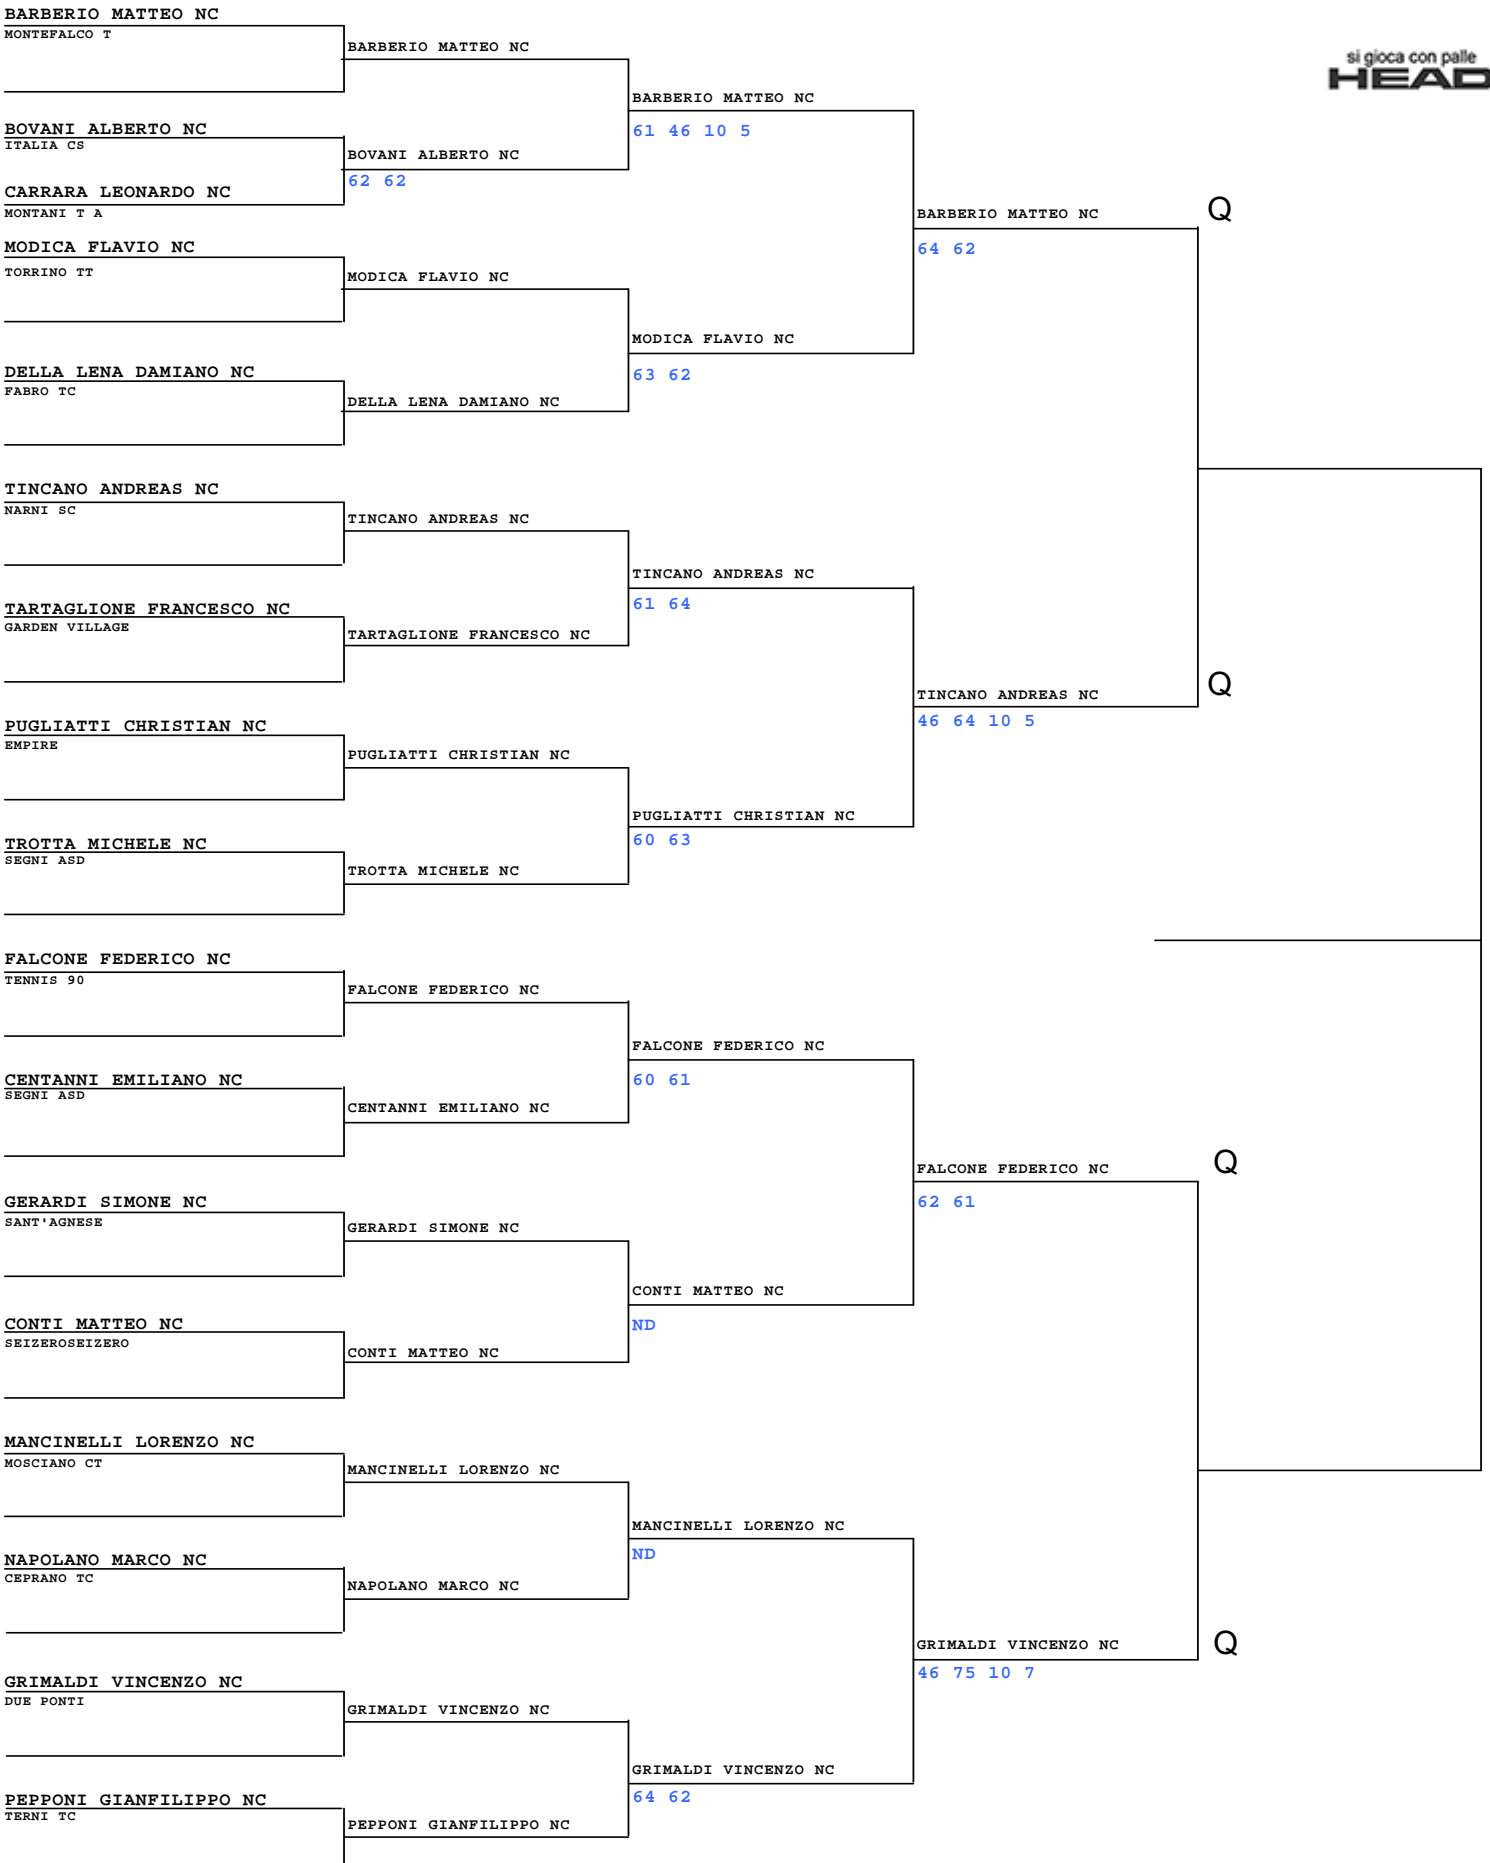 BARBERIO MATTEO NC
MONTEFALCO T
BARBERIO MATTEO NC
si gioca con palle
HEAD
BARBERIO MATTEO NC
BOVANI ALBERTO NC
61 46 10 5
ITALIA CS
BOVANI ALBERTO NC
62 62
CARRARA LEONARDO NC
MONTANI T A
BARBERIO MATTEO NC
Q
MODICA FLAVIO NC
64 62
TORRINO TT
MODICA FLAVIO NC
MODICA FLAVIO NC
DELLA LENA DAMIANO NC
63 62
FABRO TC
DELLA LENA DAMIANO NC
TINCANO ANDREAS NC
NARNI SC
TINCANO ANDREAS NC
TINCANO ANDREAS NC
TARTAGLIONE FRANCESCO NC
61 64
GARDEN VILLAGE
TARTAGLIONE FRANCESCO NC
Q
TINCANO ANDREAS NC
PUGLIATTI CHRISTIAN NC
46 64 10 5
EMPIRE
PUGLIATTI CHRISTIAN NC
PUGLIATTI CHRISTIAN NC
TROTTA MICHELE NC
60 63
SEGNI ASD
TROTTA MICHELE NC
FALCONE FEDERICO NC
TENNIS 90
FALCONE FEDERICO NC
FALCONE FEDERICO NC
CENTANNI EMILIANO NC
60 61
SEGNI ASD
CENTANNI EMILIANO NC
FALCONE FEDERICO NC
Q
GERARDI SIMONE NC
62 61
SANT'AGNESE
GERARDI SIMONE NC
CONTI MATTEO NC
CONTI MATTEO NC
ND
SEIZEROSEIZERO
CONTI MATTEO NC
MANCINELLI LORENZO NC
MOSCIANO CT
MANCINELLI LORENZO NC
MANCINELLI LORENZO NC
NAPOLANO MARCO NC
ND
CEPRANO TC
NAPOLANO MARCO NC
GRIMALDI VINCENZO NC
Q
GRIMALDI VINCENZO NC
46 75 10 7
DUE PONTI
GRIMALDI VINCENZO NC
GRIMALDI VINCENZO NC
PEPPONI GIANFILIPPO NC
64 62
TERNI TC
PEPPONI GIANFILIPPO NC